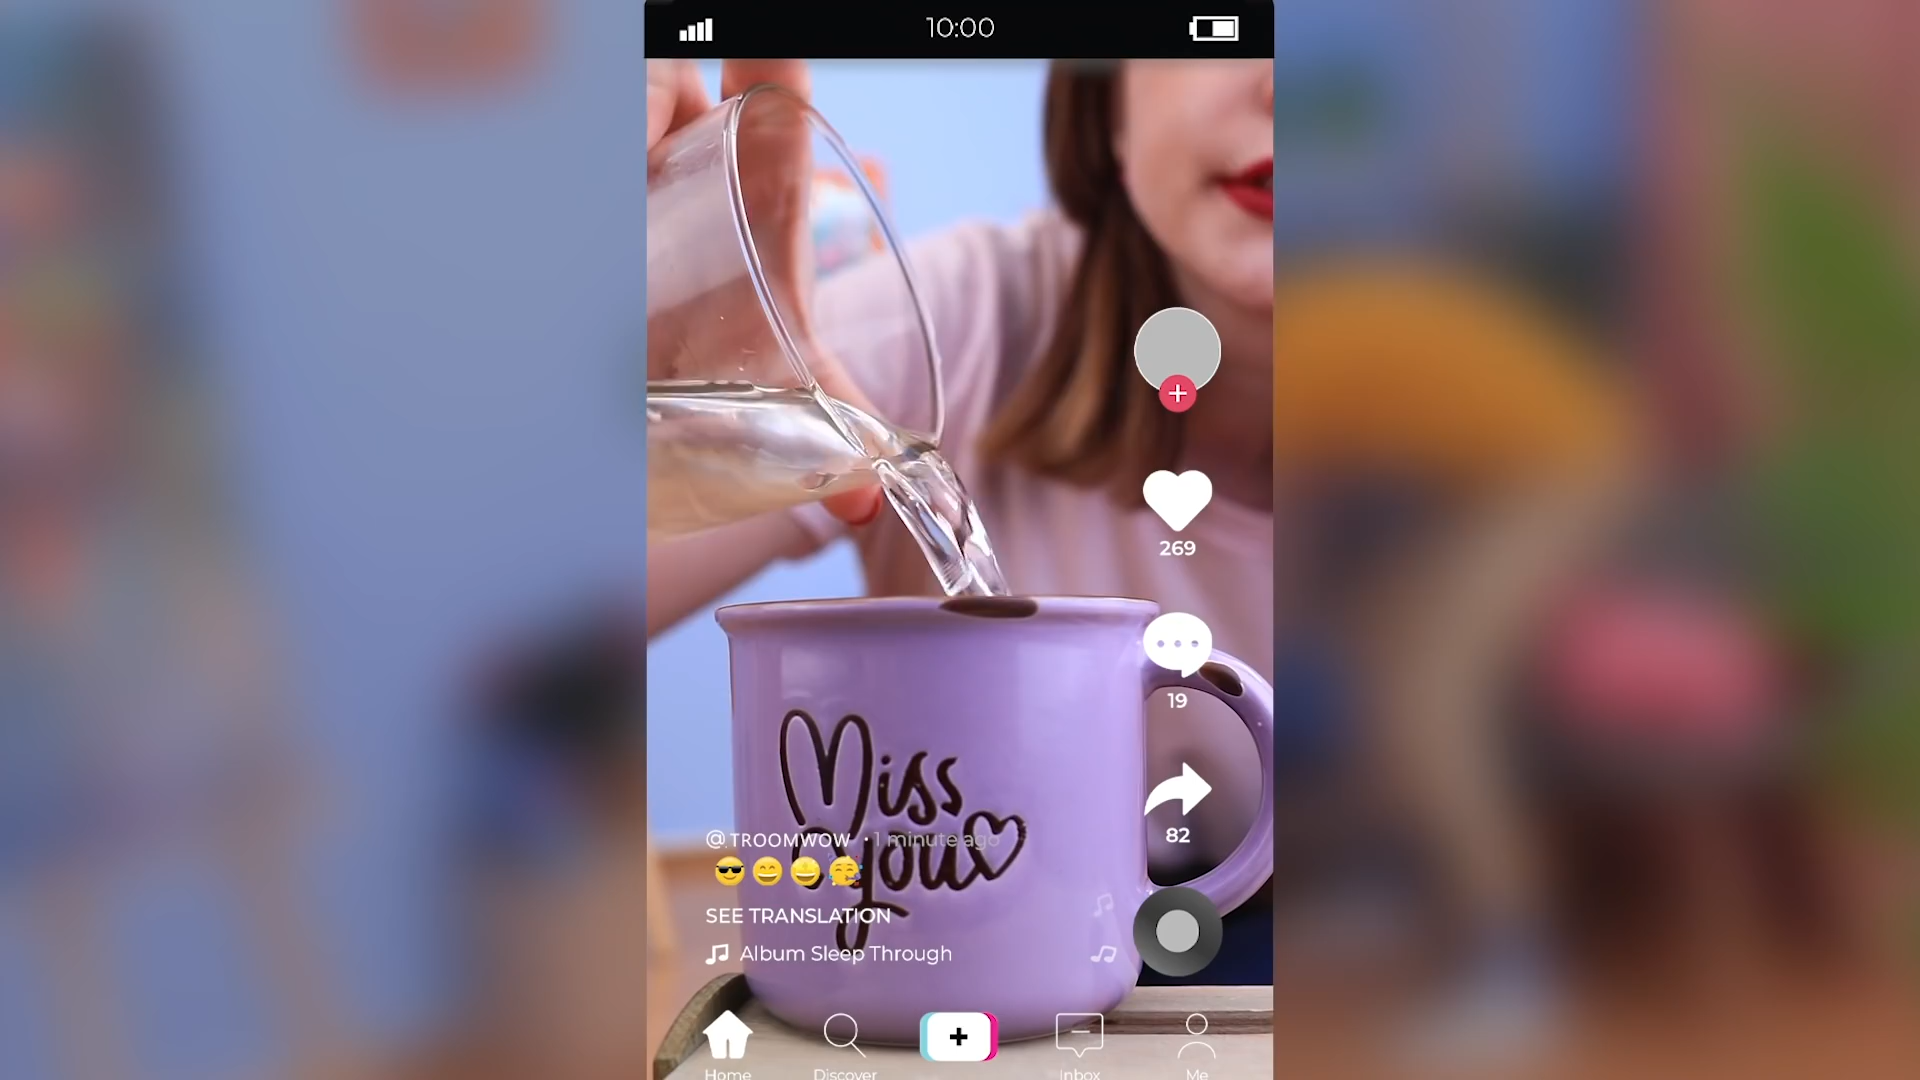 10:00
269
19
Miss
you
82
@TROOMWOW · 1 minute ago
SEE TRANSLATION
Album Sleep Through
Home
Discover
Inbox
Me